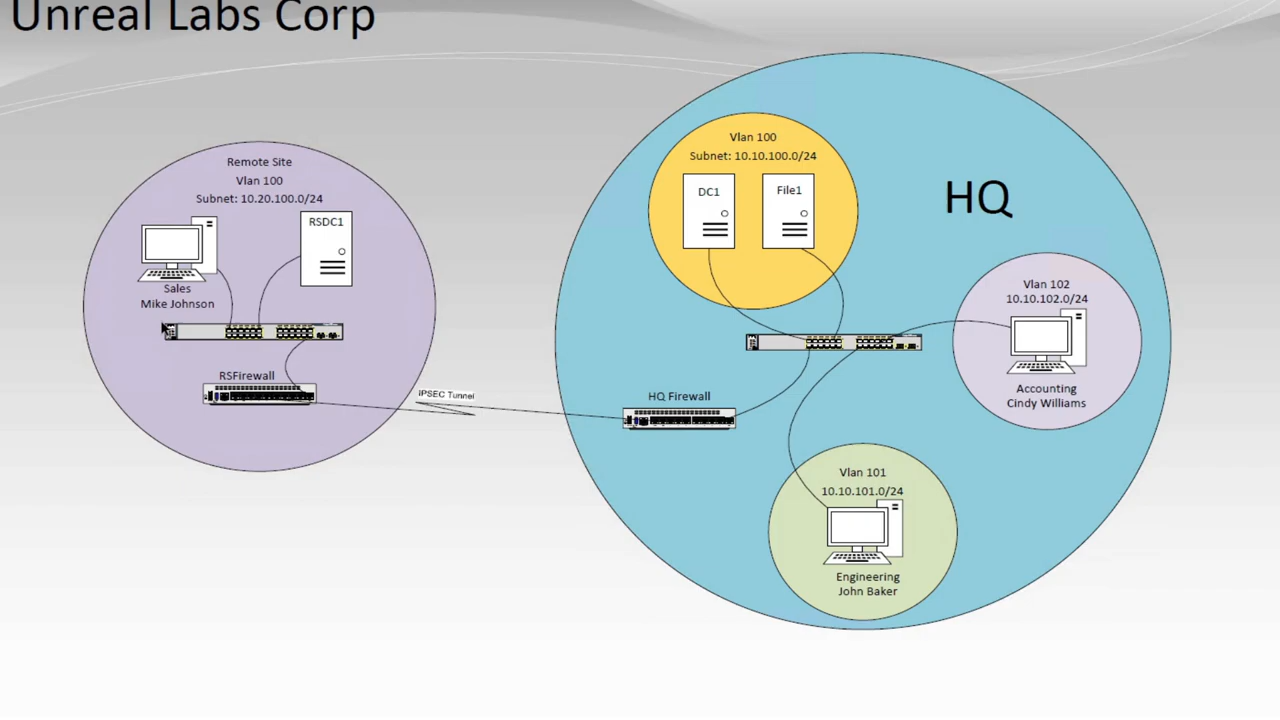 Unreal Labs Corp
Remote Site
Vlan 100
Subnet: 10.20.100.0/24
RSDC1
Sales
Mike Johnson
RSFirewall
IPSEC Tunnel
HQ
Vlan 100
Subnet: 10.10.100.0/24
DC1
File1
Vlan 102
10.10.102.0/24
Accounting
Cindy Williams
HQ Firewall
Vlan 101
10.10.101.0/24
Engineering
John Baker